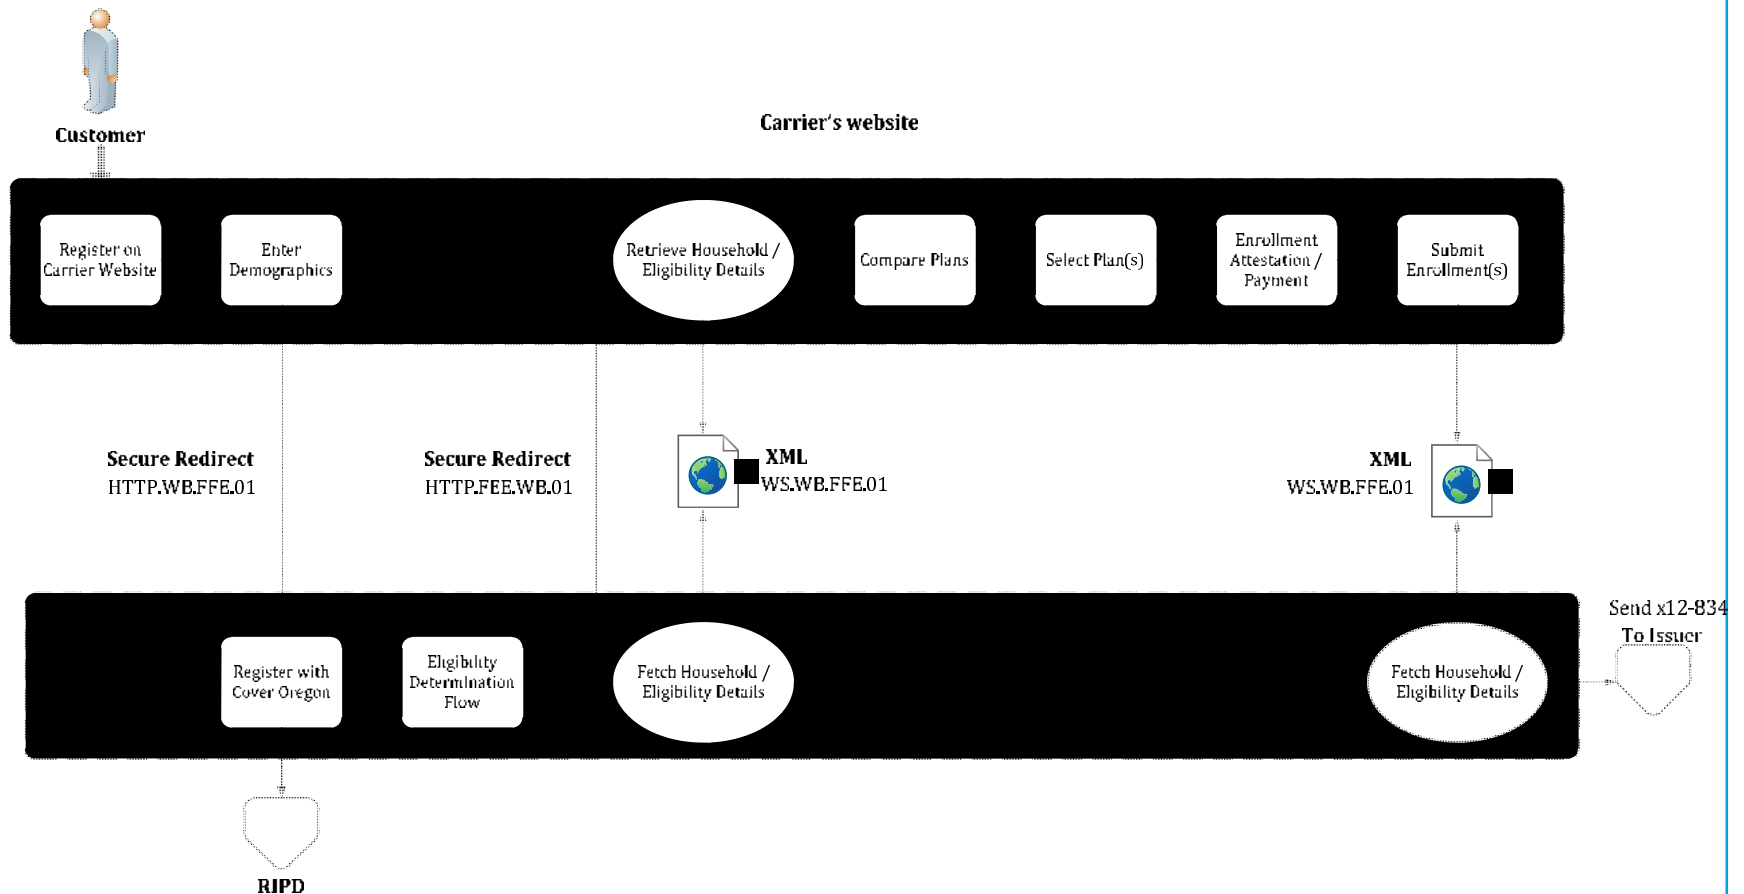 Customer
Carrier's website
Register on
Carrier Website
Enter
Demographics
Retrieve Household /
Eligibility Details
Compare Plans
Select Plan(s)
Enrollment
Attestation /
Payment
Submit
Enrollment(s)
Secure Redirect
HTTP.WB.FFE.01
Secure Redirect
HTTP.FEE.WB.01
XML
WS.WB.FFE.01
XML
WS.WB.FFE.01
Register with
Cover Oregon
Eligibility
Determination
Flow
Fetch Household /
Eligibility Details
Fetch Household /
Eligibility Details
Send x12-834
To Issuer
RIPD